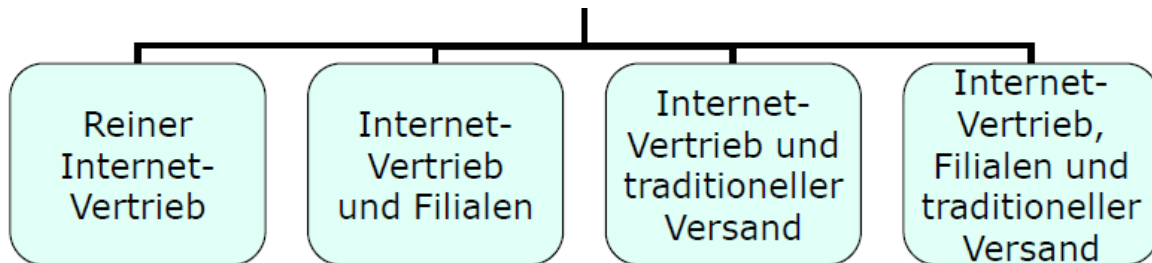 Reiner
Internet-
Vertrieb
Internet-
Vertrieb
und Filialen
Internet-
Vertrieb und
traditioneller
Versand
Internet-
Vertrieb,
Filialen und
traditioneller
Versand